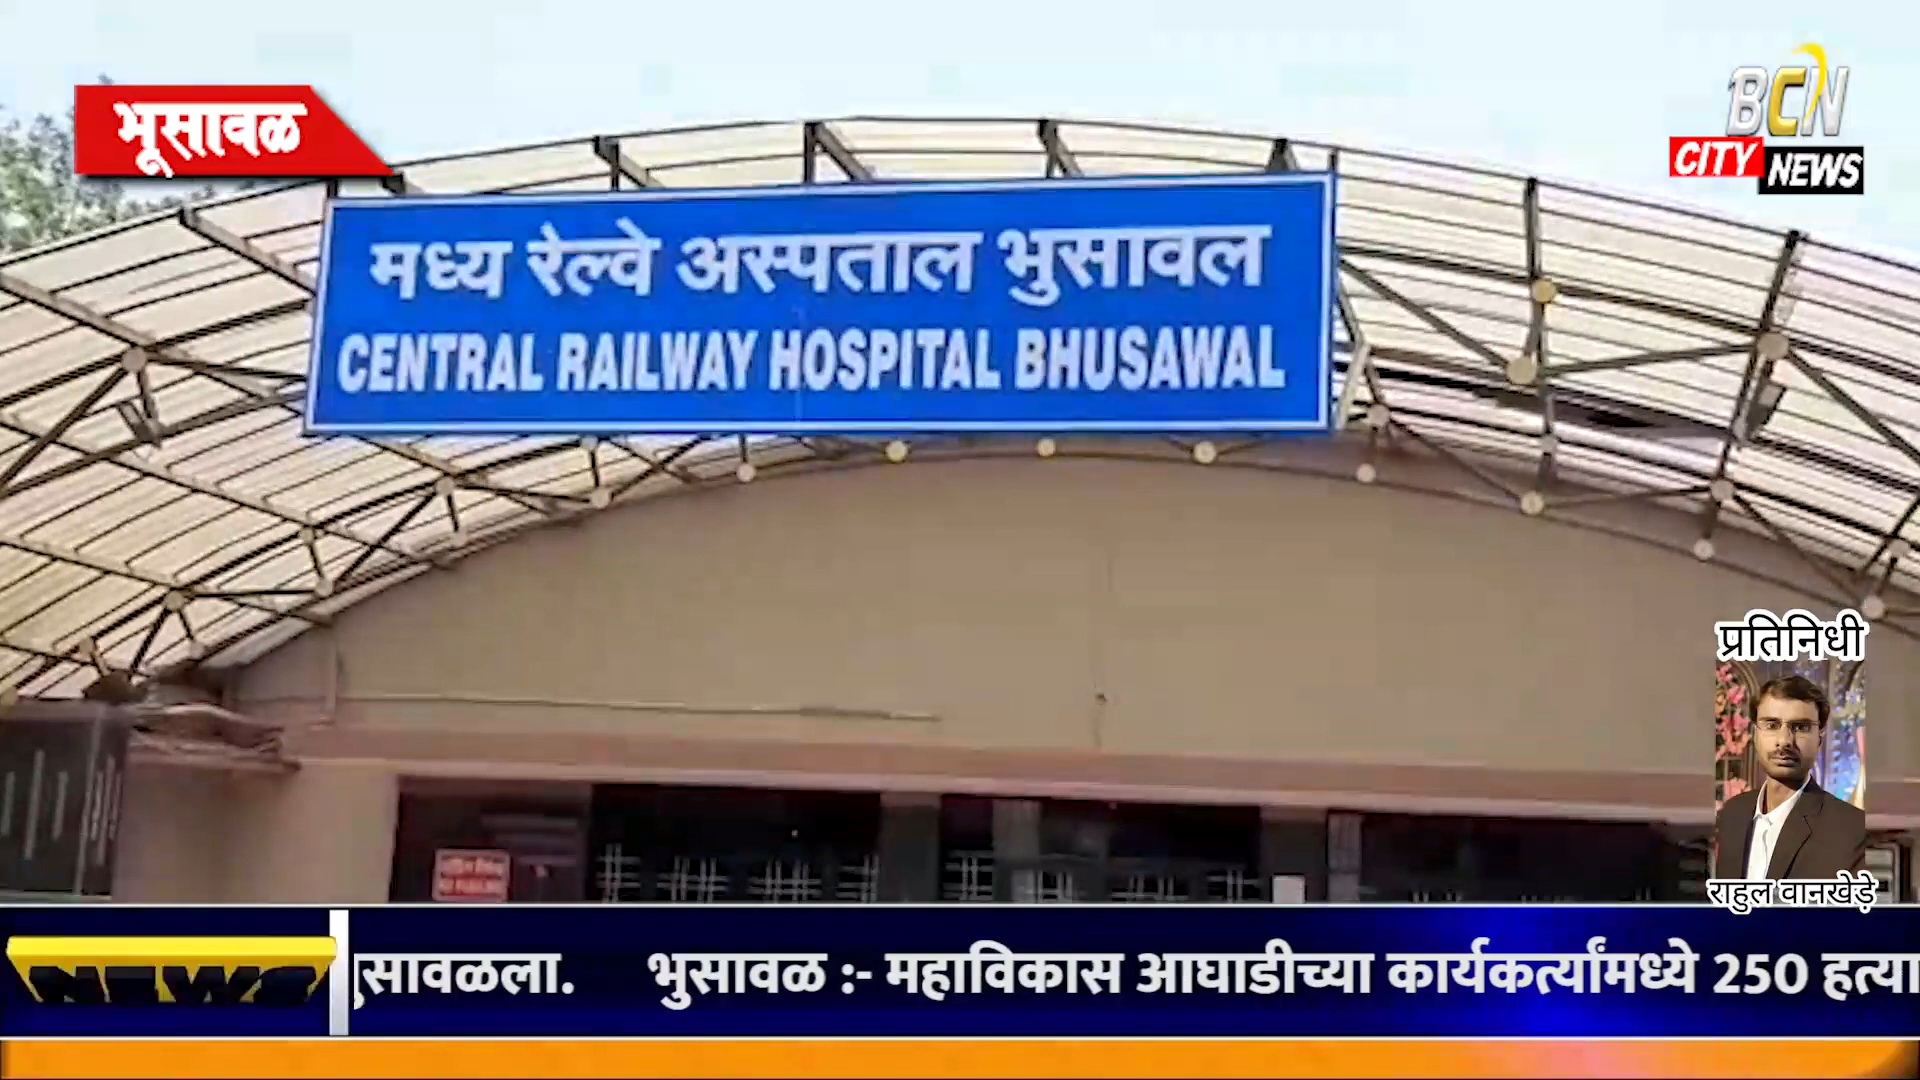 भूसावळ
BCN
CITY
NEWS
मध्य रेल्वे अस्पताल भुसावल
CENTRAL RAILWAY HOSPITAL BHUSAWAL
प्रतिनिधी
राहुल वानखेडे़
NEWS
ुसावळला. भुसावळ :- महाविकास आघाडीच्या कार्यकर्त्यांमध्ये 250 हत्या